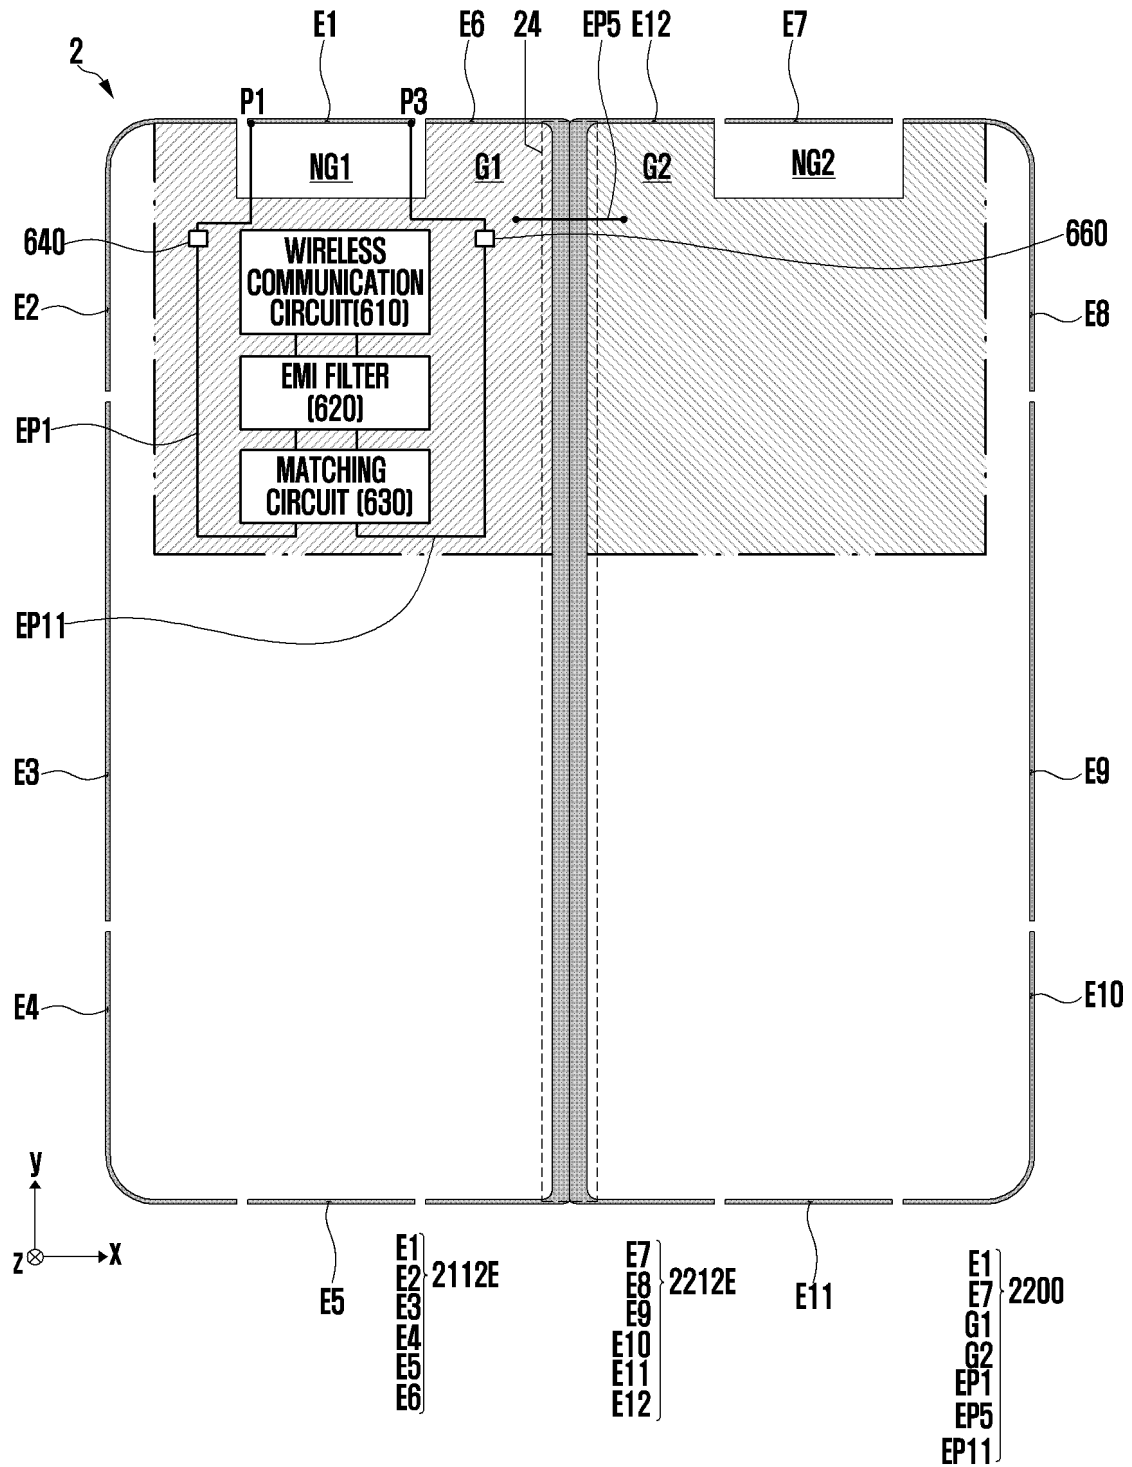 E1 E6 24 EP5 E12 E7
2
P1 P3
NG1 G1 G2 NG2
640 660
WIRELESS
COMMUNICATION
CIRCUIT(610)
E2 E8
EMI FILTER
(620)
EP1
MATCHING
CIRCUIT (630)
EP11
E3 E9
E4 E10
y
z x
E5 E11
E1
E2
E3
E4
E5
E6
2112E
E7
E8
E9
E10
E11
E12
2212E
E1
E7
G1
G2
EP1
EP5
EP11
2200